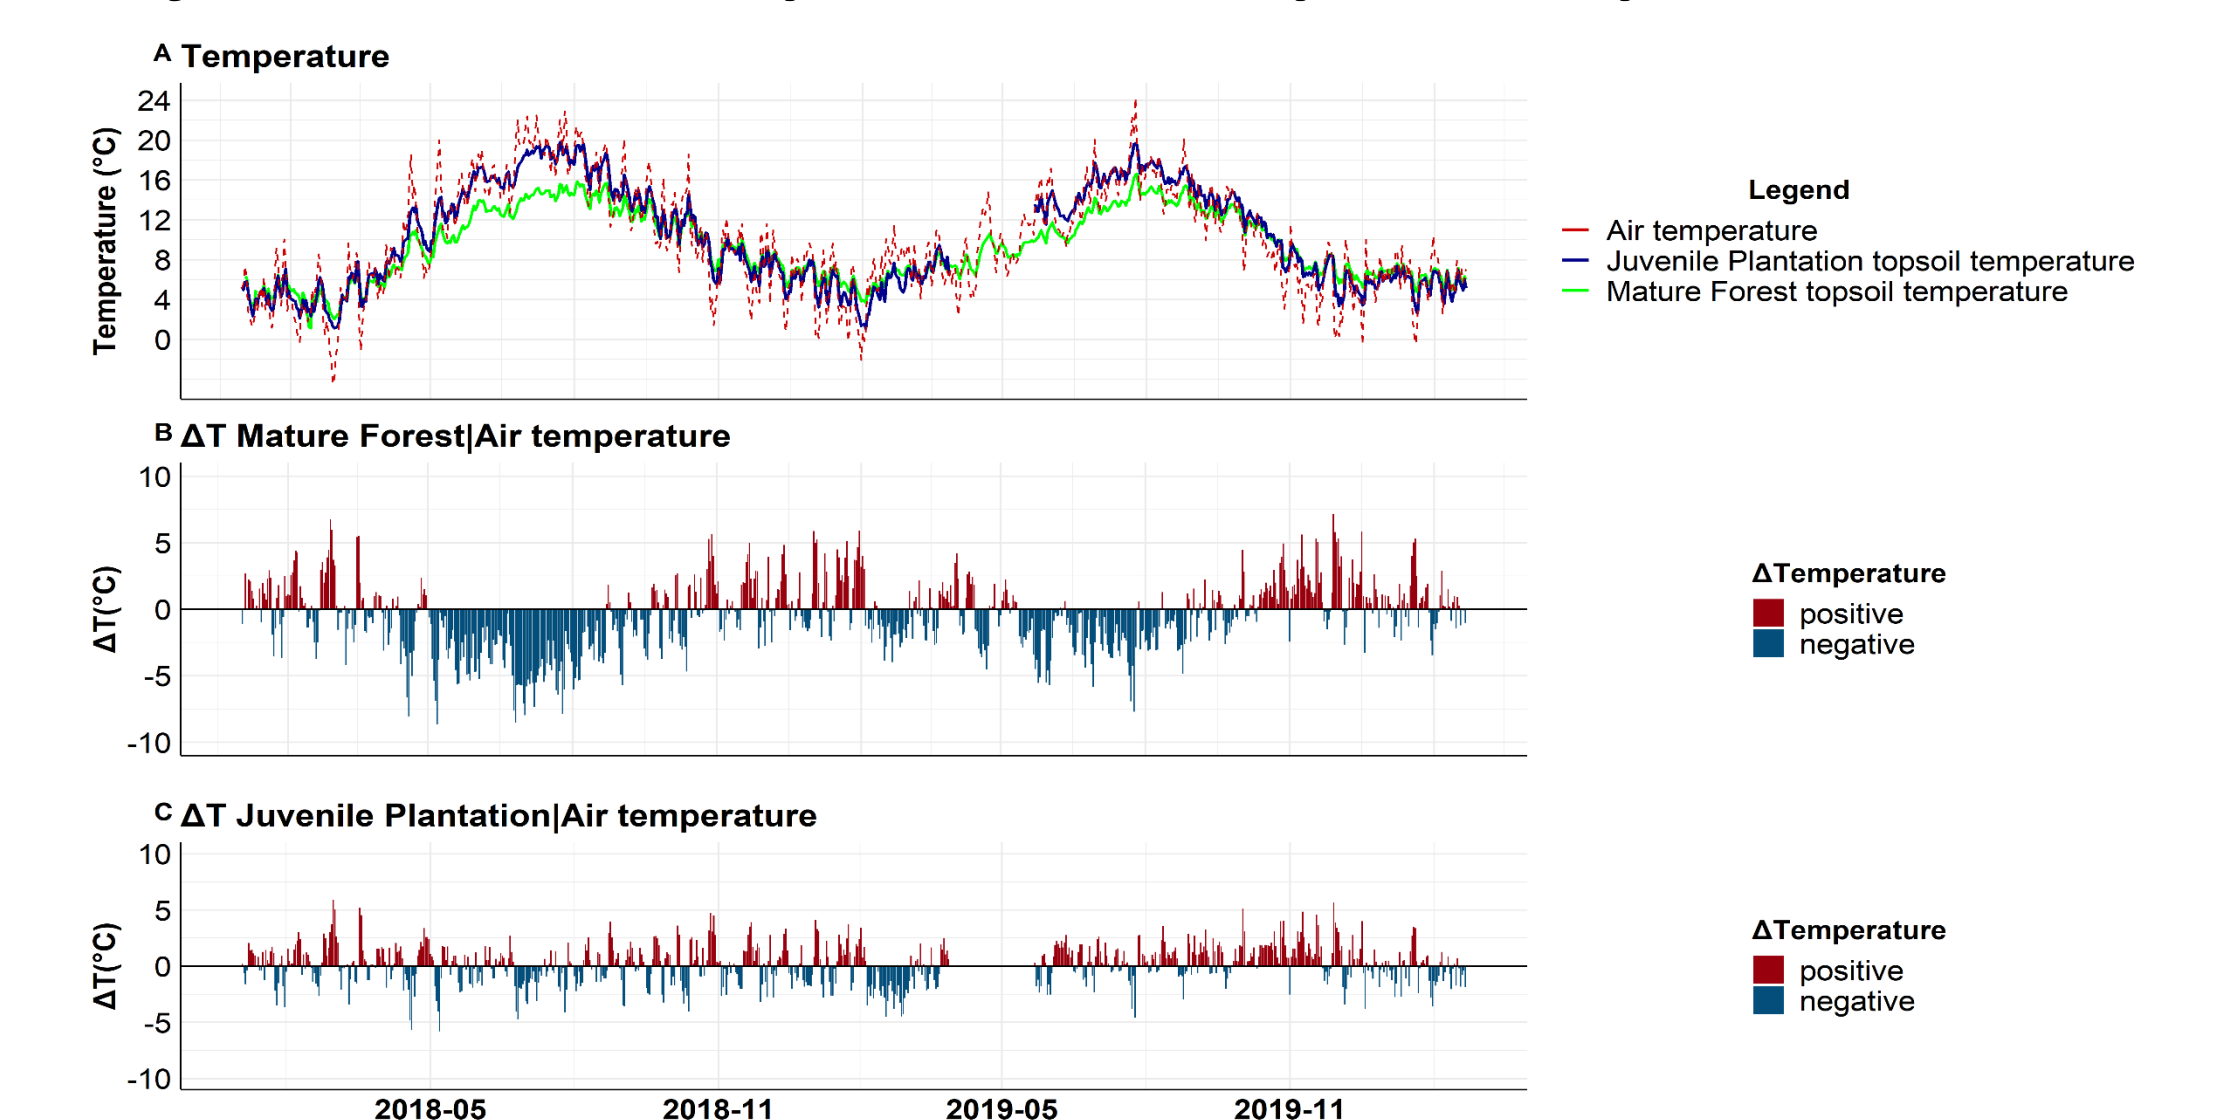 A Temperature
24
20
16
12
8
4
0
Temperature (°C)
Legend
Air temperature
Juvenile Plantation topsoil temperature
Mature Forest topsoil temperature
B ΔT Mature Forest|Air temperature
10
5
0
-5
-10
ΔT(°C)
ΔTemperature
positive
negative
C ΔT Juvenile Plantation|Air temperature
10
5
0
-5
-10
ΔT(°C)
ΔTemperature
positive
negative
2018-05 2018-11 2019-05 2019-11